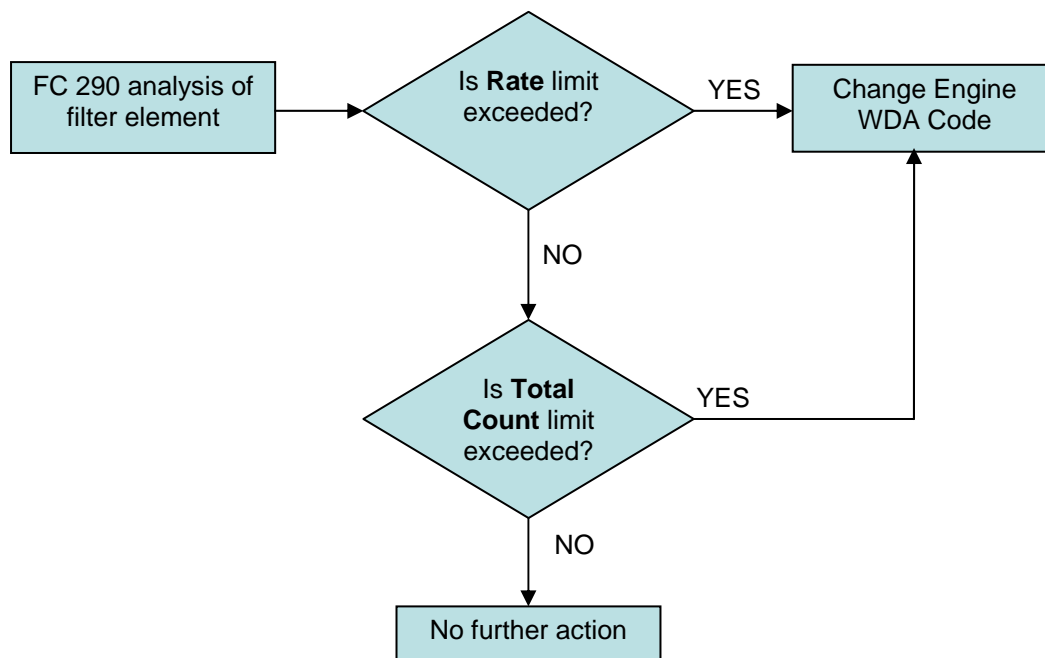 FC 290 analysis of
filter element
Is Rate limit
exceeded?
YES
Change Engine
WDA Code
NO
Is Total
Count limit
exceeded?
YES
NO
No further action